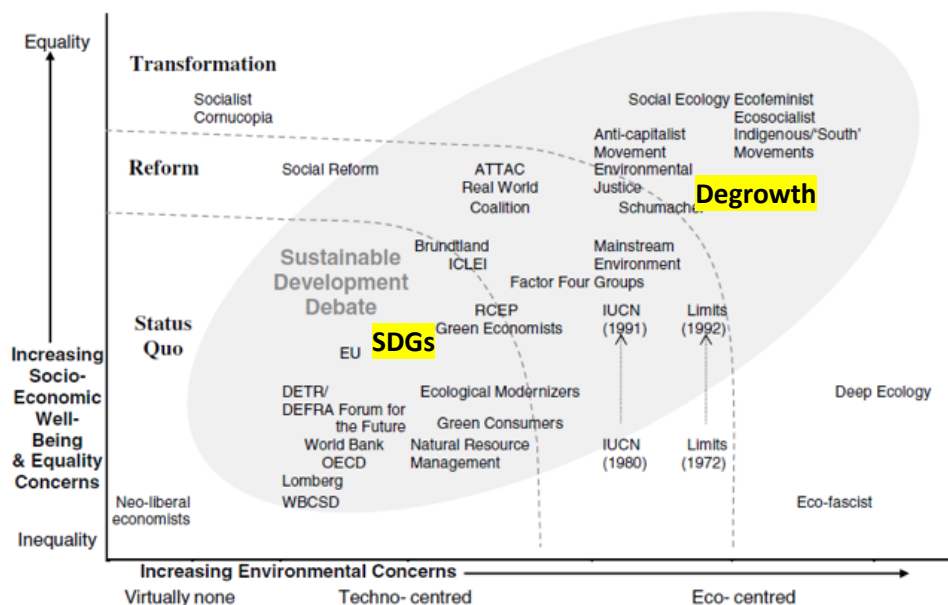 Equality
Transformation
Socialist
Cornucopia
Social Ecology Ecofeminist
Ecosocialist
Indigenous/‘South’
Movements
Anti-capitalist
Movement
Environmental
Justice
Reform
Social Reform
ATTAC
Real World
Coalition
Schumacher
Degrowth
Sustainable
Development
Debate
Brundtland
ICLEI
Mainstream
Environment
Factor Four Groups
Status
Quo
RCEP
Green Economists
IUCN
(1991)
Limits
(1992)
EU
SDGs
Increasing
Socio-
Economic
Well-
Being
& Equality
Concerns
DETR/
DEFRA Forum for
the Future
World Bank
OECD
Lomberg
WBCSD
Ecological Modernizers
Green Consumers
Natural Resource
Management
IUCN
(1980)
Limits
(1972)
Deep Ecology
Neo-liberal
economists
Eco-fascist
Inequality
Increasing Environmental Concerns
Virtually none
Techno- centred
Eco- centred